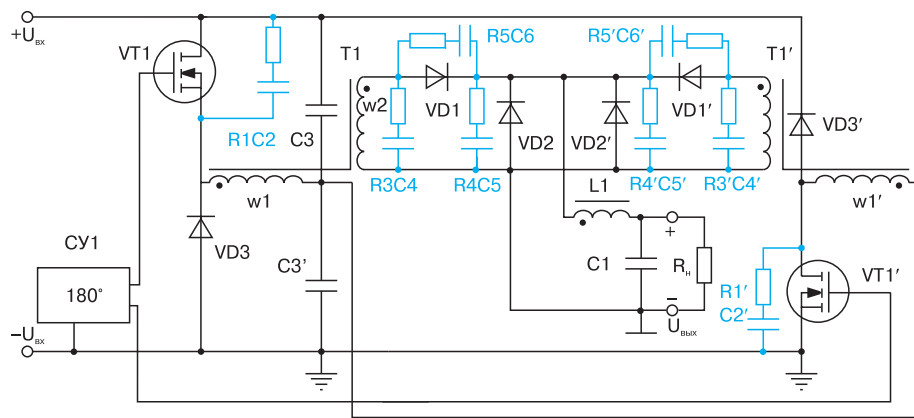 +Uвх
VT1
R1C2
C3
T1
w2
R5C6
VD1
R3C4
R4C5
VD2
R5′C6′
VD1′
VD2′
R4′C5′
R3′C4′
T1′
VD3′
w1
w1′
L1
VD3
СУ1
180°
C3'
C1
+
Rн
–
Uвых
R1′
C2′
VT1′
–Uвх